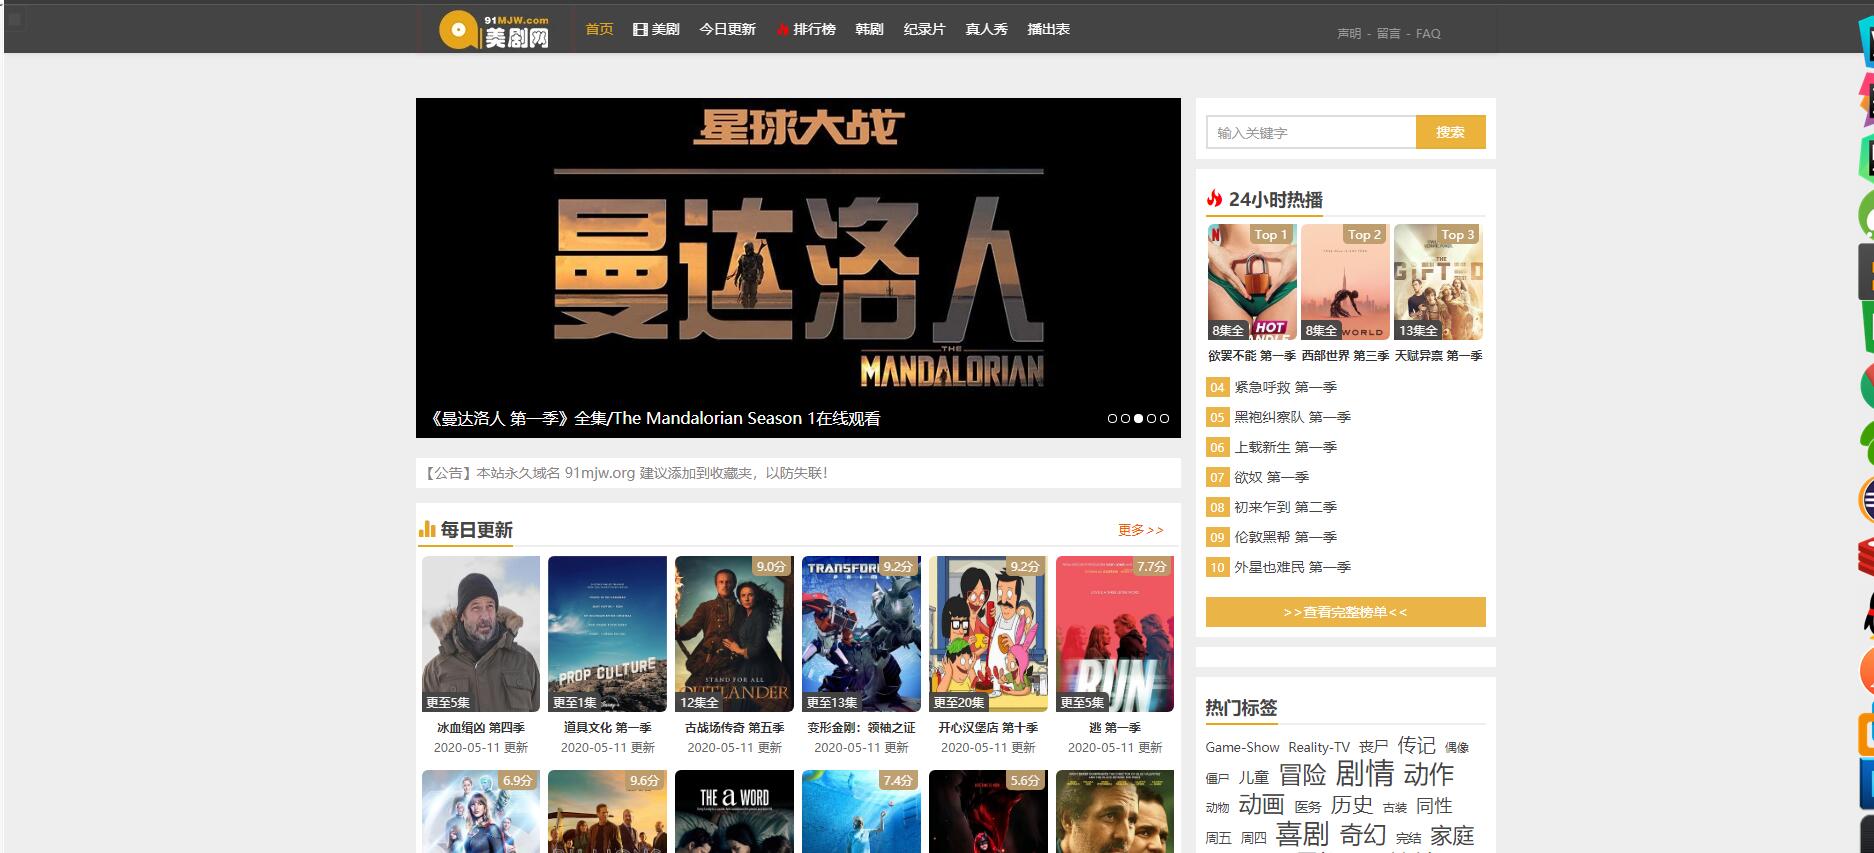 91MJW.com
美剧网
首页 美剧 今日更新 排行榜 韩剧 纪录片 真人秀 播出表
声明 - 留言 - FAQ
星球大战
曼达洛人
THE
MANDALORIAN
《曼达洛人 第一季》全集/The Mandalorian Season 1在线观看
【公告】本站永久域名 91mjw.org 建议添加到收藏夹，以防失联！
每日更新
更多>>
9.0分 9.2分 9.2分 7.7分
PROP CULTURE
STAND FOR ALL
OUTLANDER
TRANSFOR
PRIME
RUN
更至5集 更至1集 12集全 更至13集 更至20集 更至5集
冰血缉凶 第四季 道具文化 第一季 古战场传奇 第五季 变形金刚：领袖之证 开心汉堡店 第十季 逃 第一季
2020-05-11 更新 2020-05-11 更新 2020-05-11 更新 2020-05-11 更新 2020-05-11 更新 2020-05-11 更新
6.9分 9.6分 7.4分 5.6分
THE a WORD
输入关键字 搜索
24小时热播
Top 1 Top 2 Top 3
N
THE
GIFTED
HOT
WORLD
8集全 8集全 13集全
欲罢不能 第一季 西部世界 第三季 天赋异禀 第一季
04 紧急呼救 第一季
05 黑袍纠察队 第一季
06 上载新生 第一季
07 欲奴 第一季
08 初来乍到 第二季
09 伦敦黑帮 第一季
10 外星也难民 第一季
>>查看完整榜单<<
热门标签
Game-Show Reality-TV 丧尸 传记 偶像
僵尸 儿童 冒险 剧情 动作
动物 动画 医务 历史 古装 同性
周五 周四 喜剧 奇幻 完结 家庭